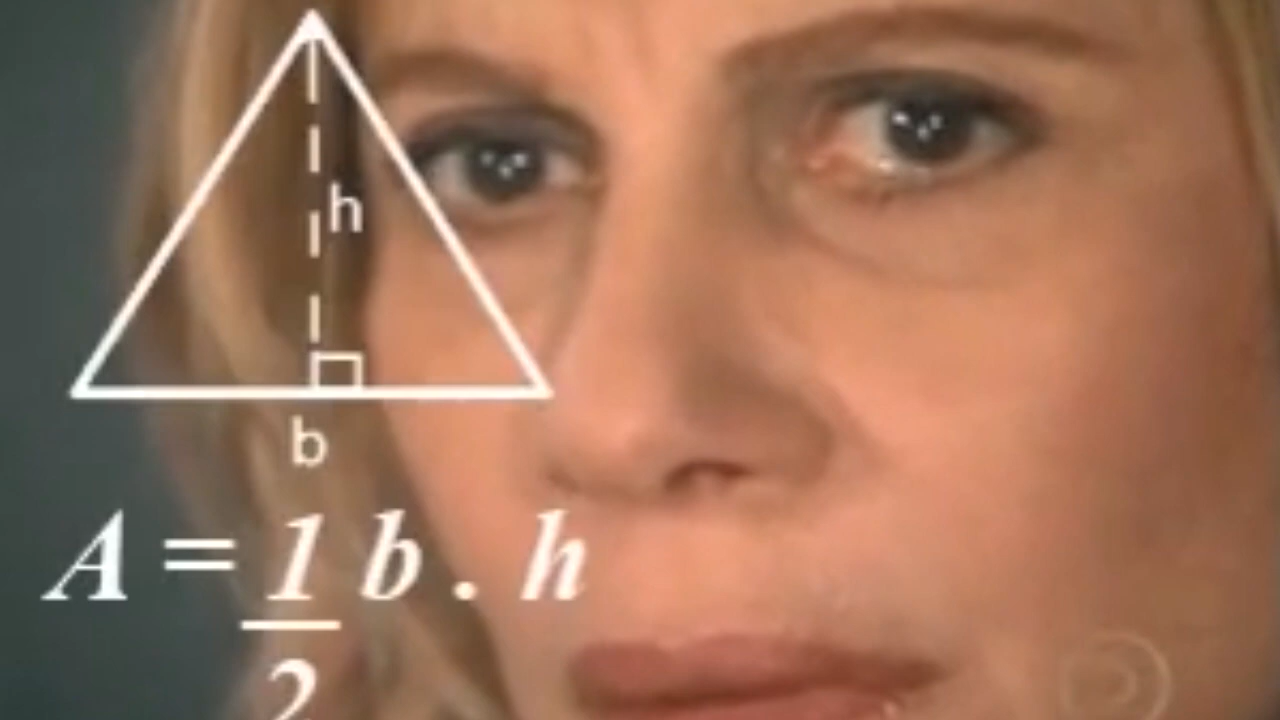 h
b
A = 1/2 b . h